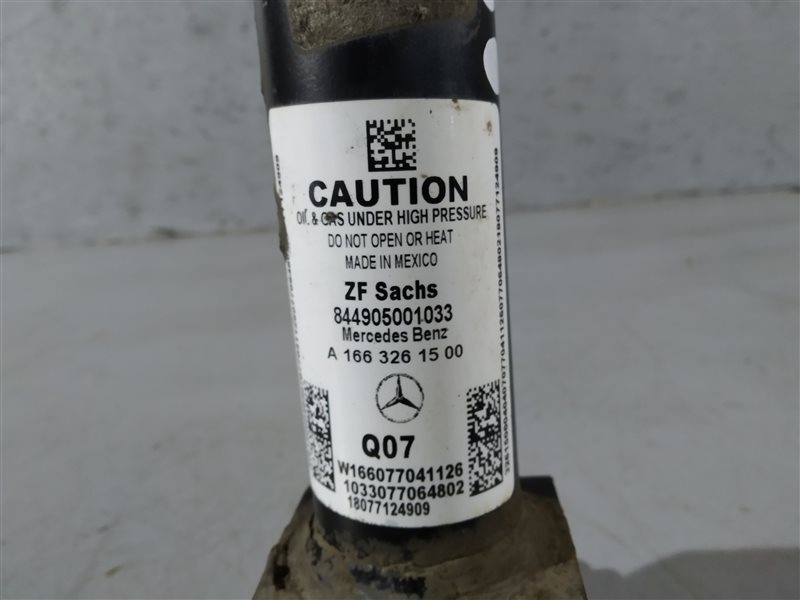 CAUTION
OIL & GAS UNDER HIGH PRESSURE
DO NOT OPEN OR HEAT
MADE IN MEXICO
ZF Sachs
844905001033
Mercedes Benz
A 166 326 15 00
Q07
W166077041126
1033077064802
18077124909